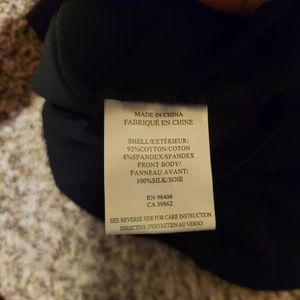 MADE IN CHINA
FABRIQUÉ EN CHINE
SHELL/EXTÉRIEUR:
92%COTTON/COTON
8%SPANDEX/SPANDEX
FRONT BODY/
PANNEAU AVANT:
100%SILK/SOIE
RN 98406
CA 39862
SEE REVERSE SIDE FOR CARE INSTRUCTION
DIRECTIVE D'ENTRETIEN AU VERSO